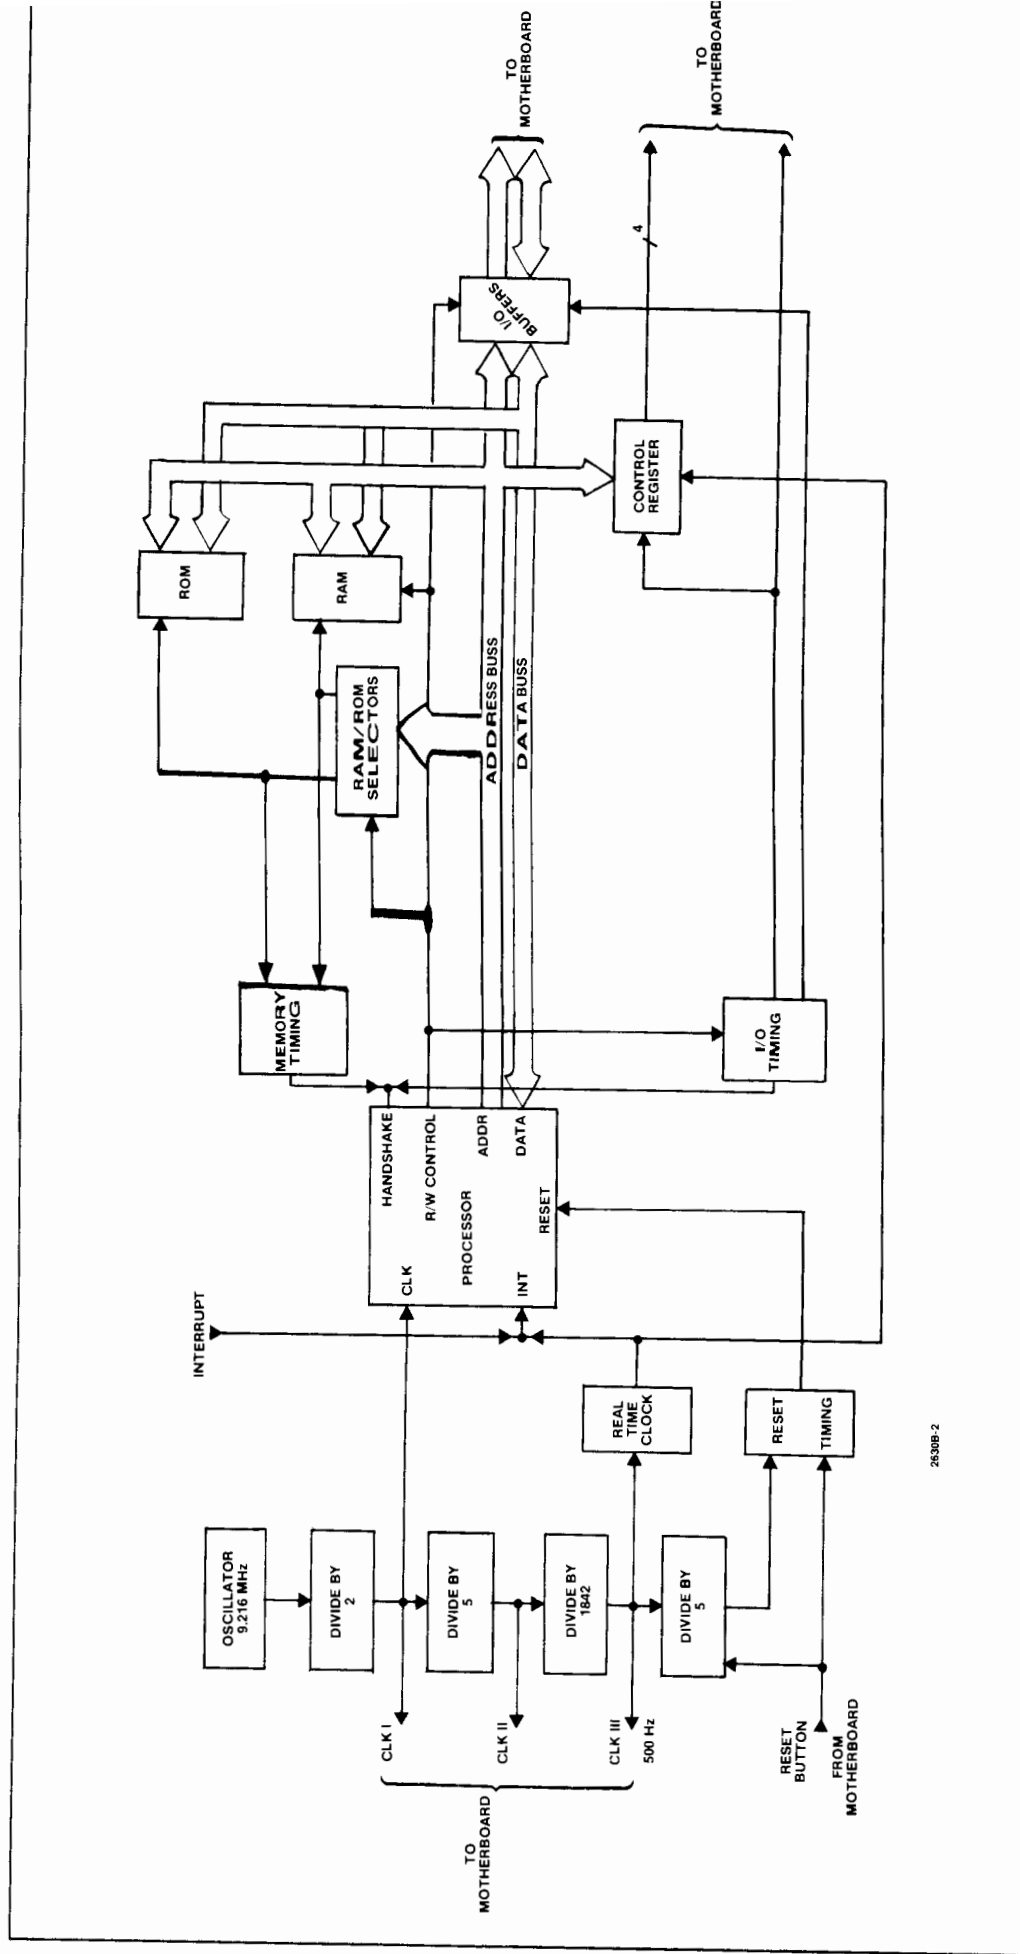 OSCILLATOR
9.216 MHz
DIVIDE BY
2
DIVIDE BY
5
DIVIDE BY
1842
DIVIDE BY
5
CLK I
CLK II
CLK III
500 Hz
TO
MOTHERBOARD
RESET
BUTTON
FROM
MOTHERBOARD
INTERRUPT
REAL
TIME
CLOCK
RESET
TIMING
CLK
INT
PROCESSOR
RESET
HANDSHAKE
R/W CONTROL
ADDR
DATA
MEMORY
TIMING
I/O
TIMING
RAM/ROM
SELECTORS
ADDRESS BUSS
DATA BUSS
ROM
RAM
CONTROL
REGISTER
I/O
BUFFERS
4
TO
MOTHERBOARD
TO
MOTHERBOARD
2630B-2